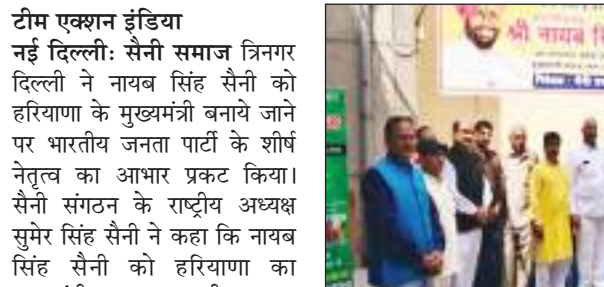 टीम एक्शन इंडिया
नई दिल्लीः सैनी समाज त्रिनगर
दिल्ली ने नायब सिंह सैनी को
हरियाणा के मुख्यमंत्री बनाये जाने
पर भारतीय जनता पार्टी के शीर्ष
नेतृत्व का आभार प्रकट किया।
सैनी संगठन के राष्ट्रीय अध्यक्ष
सुमेर सिंह सैनी ने कहा कि नायब
सिंह सैनी को हरियाणा का
श्री नायब